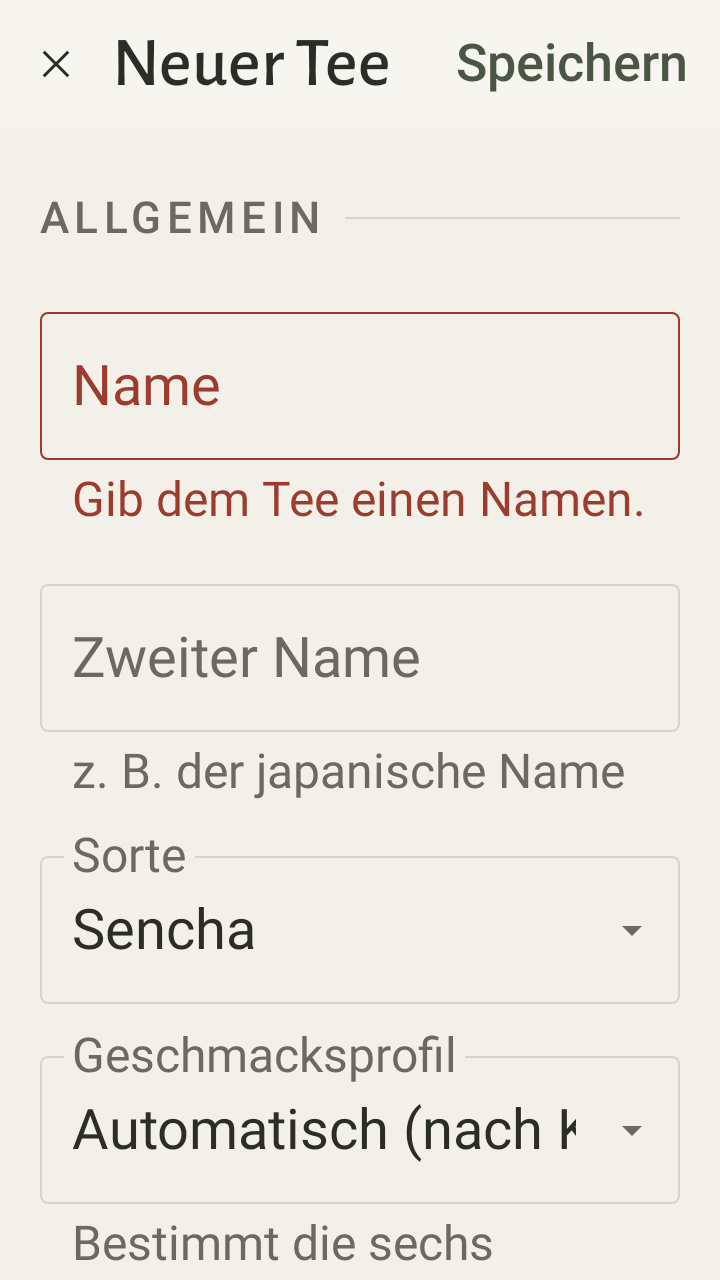 Neuer Tee
Speichern
ALLGEMEIN
Name
Gib dem Tee einen Namen.
Zweiter Name
z. B. der japanische Name
Sorte
Sencha
Geschmacksprofil
Automatisch (nach
Bestimmt die sechs